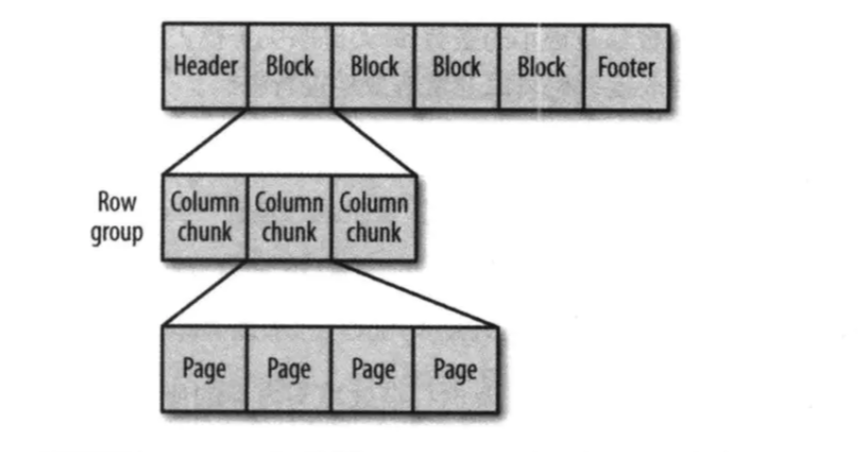 Header Block Block Block Block Footer
Row group
Column chunk Column chunk Column chunk
Page Page Page Page